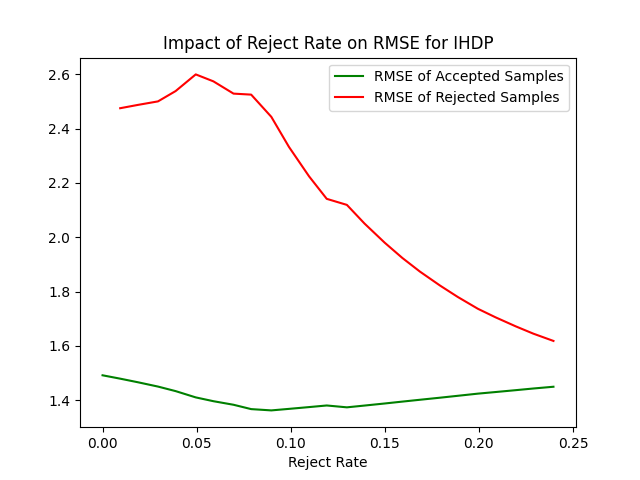 Impact of Reject Rate on RMSE for IHDP
RMSE of Accepted Samples
RMSE of Rejected Samples
2.6
2.4
2.2
2.0
1.8
1.6
1.4
0.00 0.05 0.10 0.15 0.20 0.25
Reject Rate